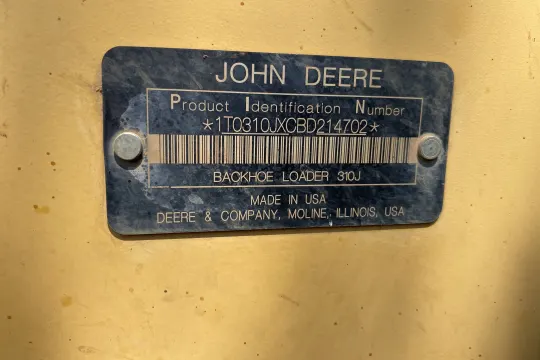 JOHN DEERE
Product Identification Number
*1T0310JXCBD214702*
BACKHOE LOADER 310J
MADE IN USA
DEERE & COMPANY, MOLINE, ILLINOIS, USA